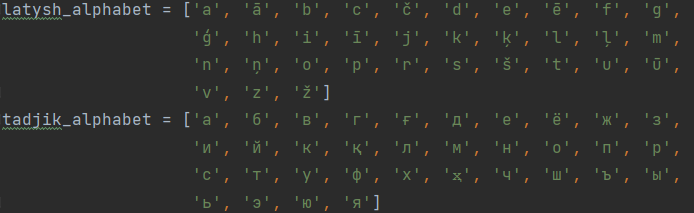 latysh_alphabet = ['a', 'ā', 'b', 'c', 'č', 'd', 'e', 'ē', 'f', 'g',
'ģ', 'h', 'i', 'ī', 'j', 'k', 'ķ', 'l', 'ļ', 'm',
'n', 'ņ', 'o', 'p', 'r', 's', 'š', 't', 'u', 'ū',
'v', 'z', 'ž']
tadjik_alphabet = ['а', 'б', 'в', 'г', 'ғ', 'д', 'е', 'ё', 'ж', 'з',
'и', 'й', 'к', 'қ', 'л', 'м', 'н', 'о', 'п', 'р',
'с', 'т', 'у', 'ф', 'х', 'ҳ', 'ч', 'ш', 'ъ', 'ы',
'ь', 'э', 'ю', 'я']